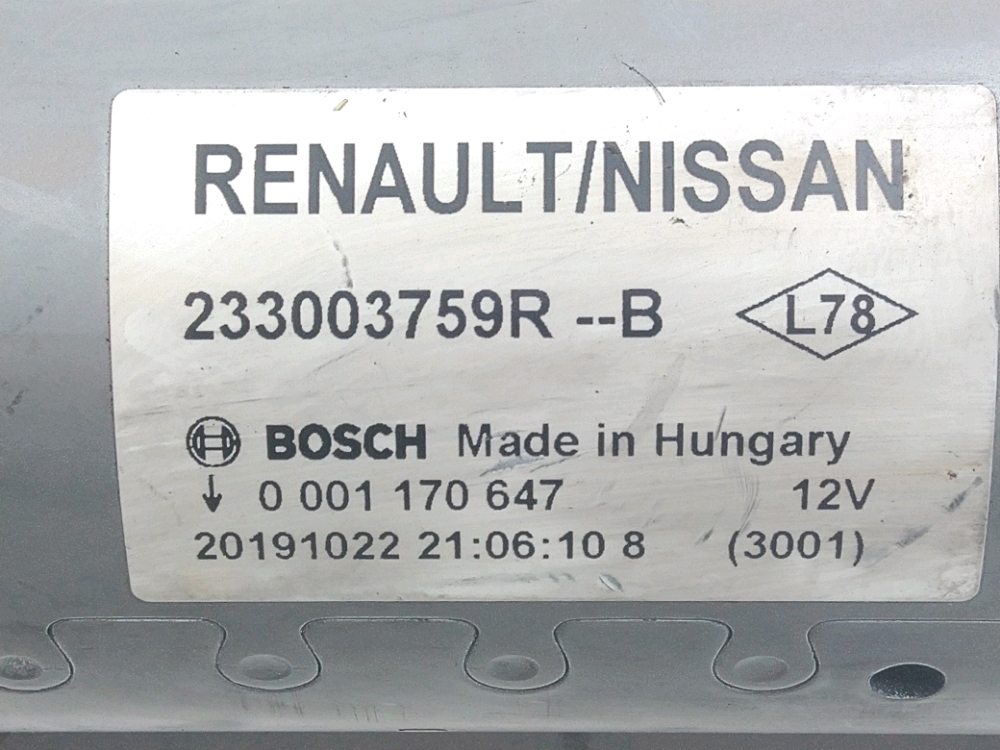 RENAULT/NISSAN
233003759R --B L78
BOSCH Made in Hungary
↓ 0 001 170 647 12V
20191022 21:06:10 8 (3001)